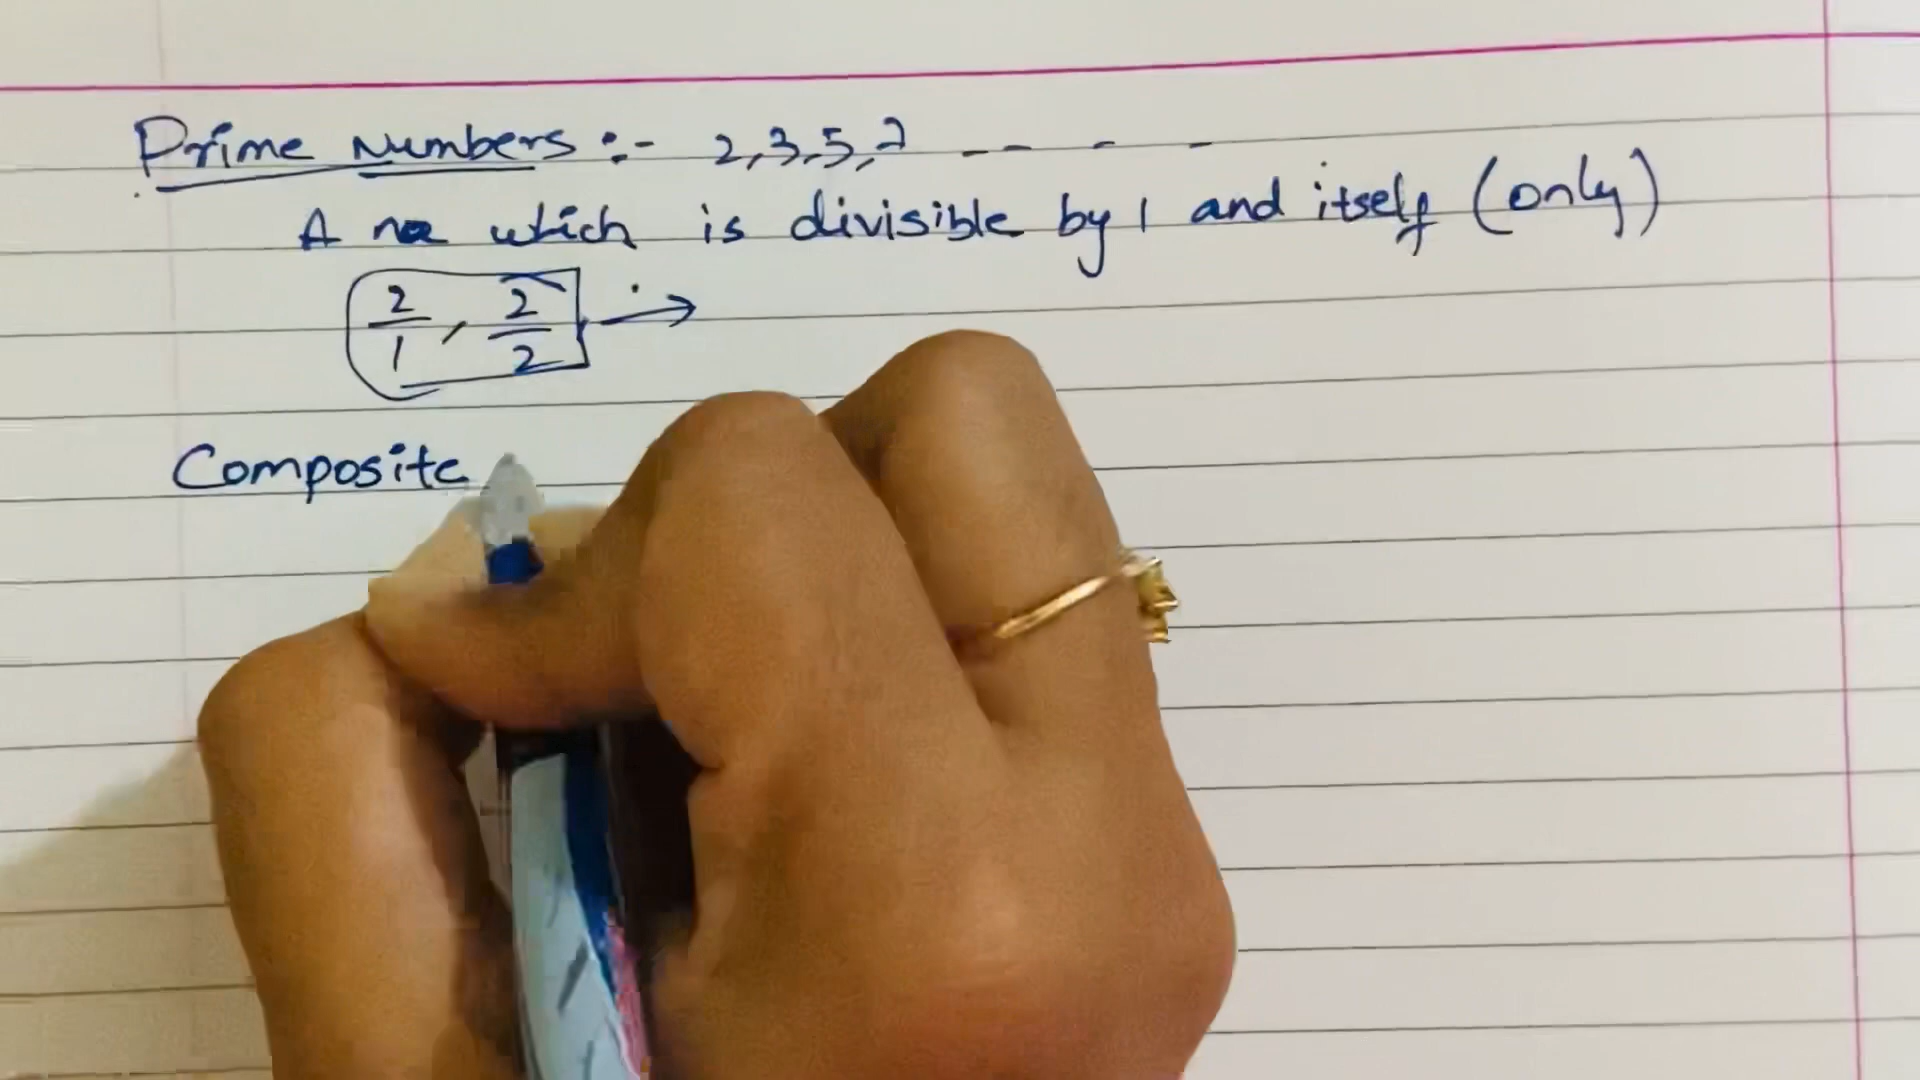 Prime Numbers :- 2,3,5,7 -- - -
A no which is divisible by 1 and itself (only)
2/1 , 2/2 →
Composite